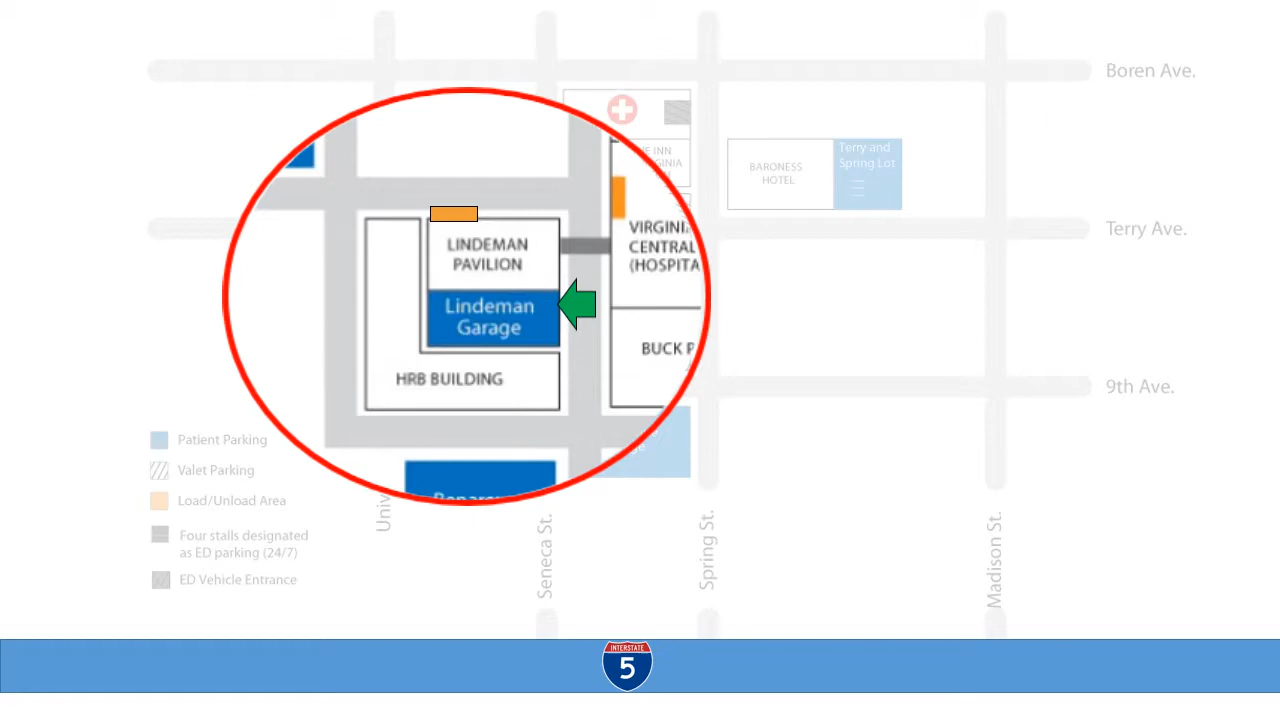 Boren Ave.
Terry and
Spring Lot
BARONESS
HOTEL
INN
LINDEMAN
PAVILION
Lindeman
Garage
HRB BUILDING
CENTRAL
BUCK
Terry Ave.
9th Ave.
Patient Parking
Valet Parking
Load/Unload Area
Four stalls designated
as ED parking (24/7)
ED Vehicle Entrance
Seneca St.
Spring St.
Madison St.
INTERSTATE
5